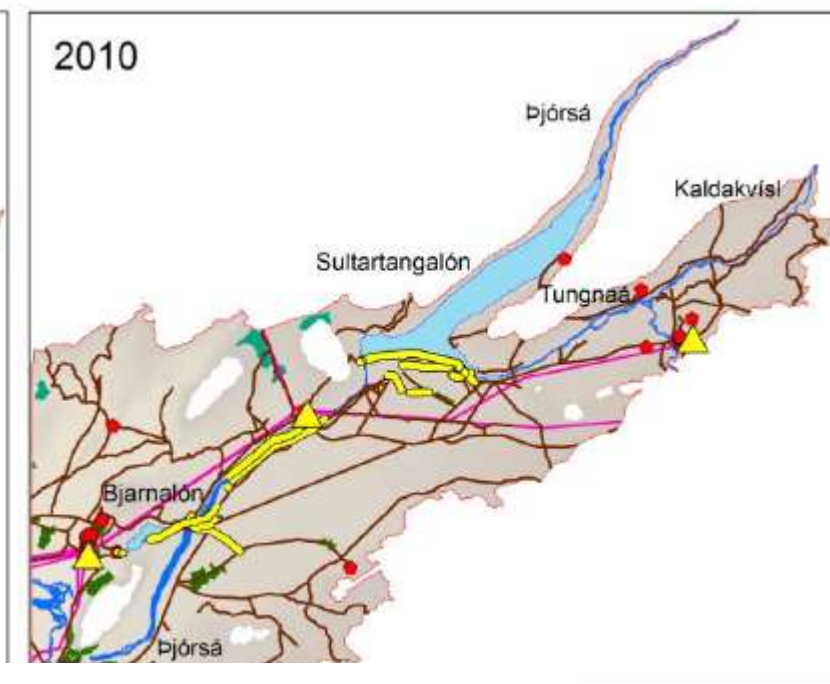 2010
Þjórsá
Kaldakvísl
Sultartangalón
Tungnaá
Bjarnalón
Þjórsá